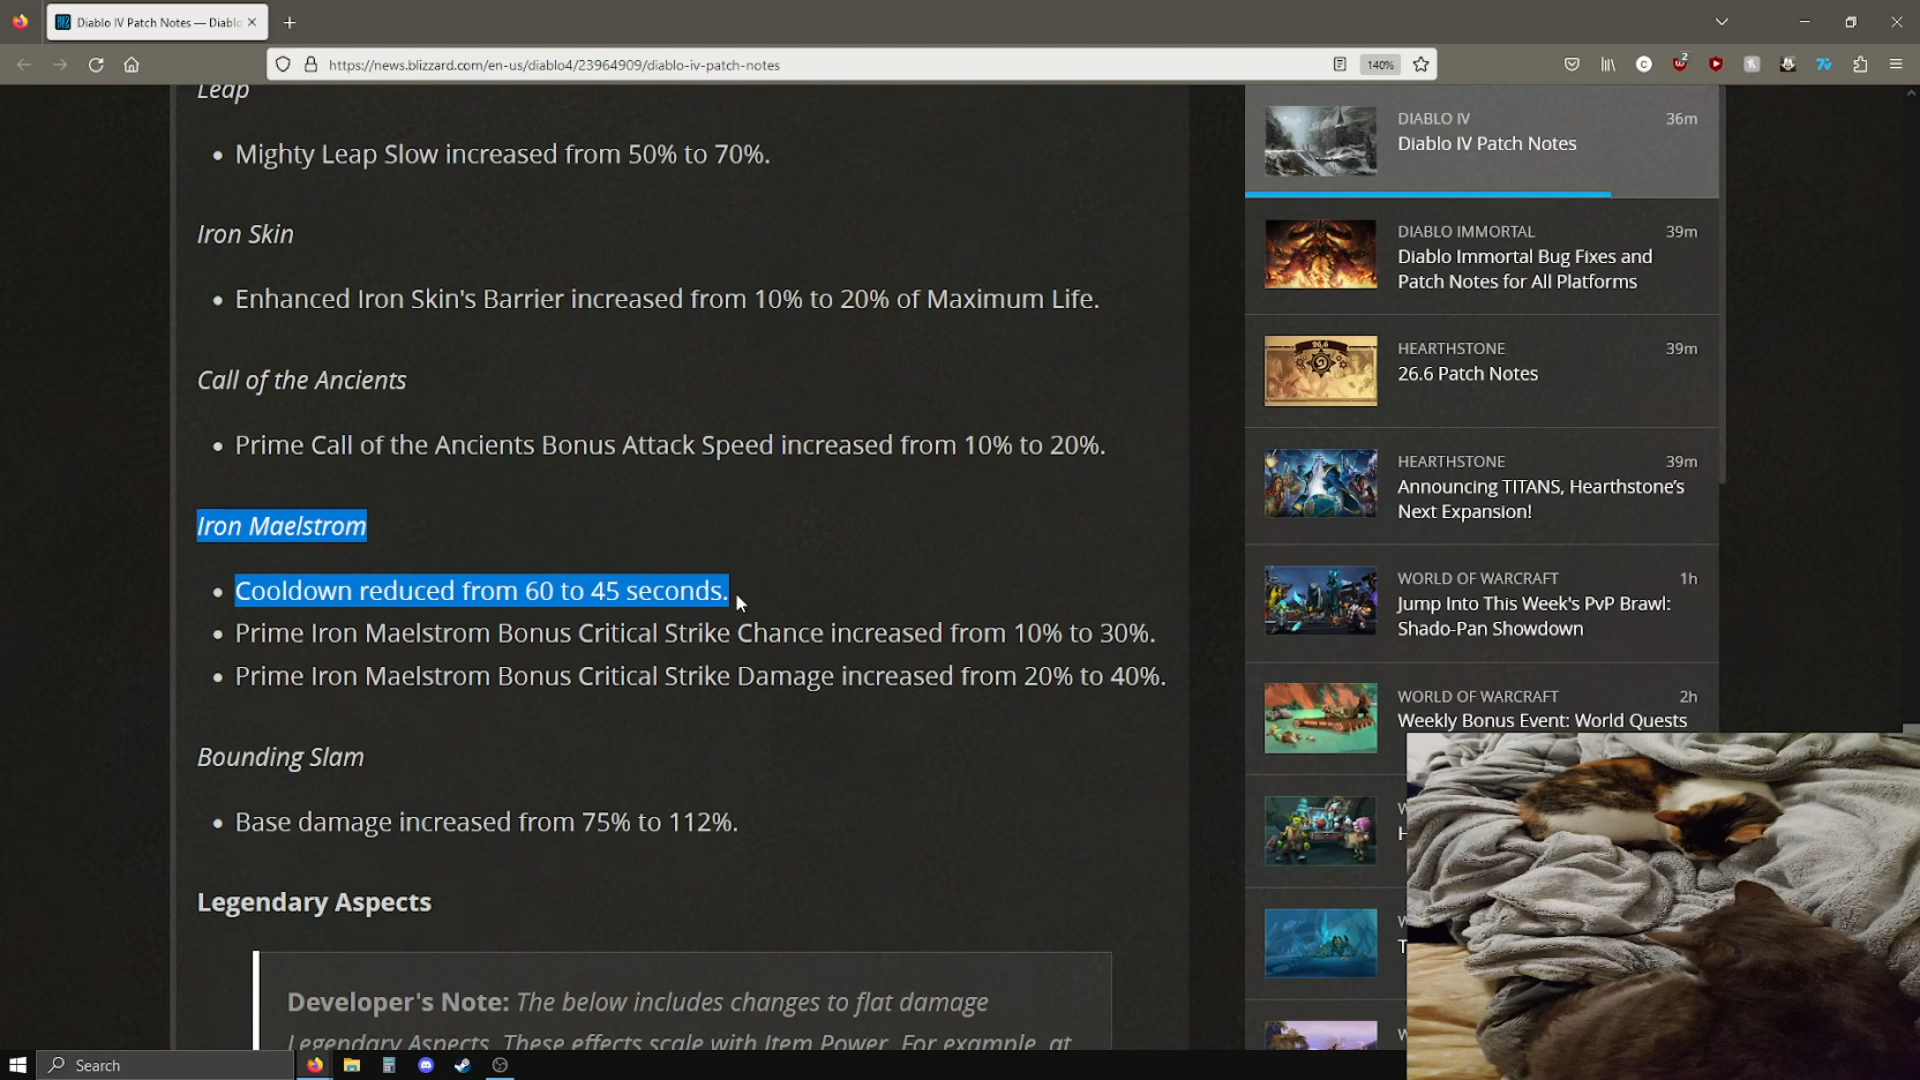 Diablo IV Patch Notes — Diablo
https://news.blizzard.com/en-us/diablo4/23964909/diablo-iv-patch-notes
140%
2
Leap
Mighty Leap Slow increased from 50% to 70%.
Iron Skin
Enhanced Iron Skin's Barrier increased from 10% to 20% of Maximum Life.
Call of the Ancients
Prime Call of the Ancients Bonus Attack Speed increased from 10% to 20%.
Iron Maelstrom
Cooldown reduced from 60 to 45 seconds.
Prime Iron Maelstrom Bonus Critical Strike Chance increased from 10% to 30%.
Prime Iron Maelstrom Bonus Critical Strike Damage increased from 20% to 40%.
Bounding Slam
Base damage increased from 75% to 112%.
Legendary Aspects
Developer's Note: The below includes changes to flat damage
Legendary Aspects. These effects scale with Item Power. For example, at
DIABLO IV 36m
Diablo IV Patch Notes
DIABLO IMMORTAL 39m
Diablo Immortal Bug Fixes and
Patch Notes for All Platforms
HEARTHSTONE 39m
26.6 Patch Notes
HEARTHSTONE 39m
Announcing TITANS, Hearthstone's
Next Expansion!
WORLD OF WARCRAFT 1h
Jump Into This Week's PvP Brawl:
Shado-Pan Showdown
WORLD OF WARCRAFT 2h
Weekly Bonus Event: World Quests
Search